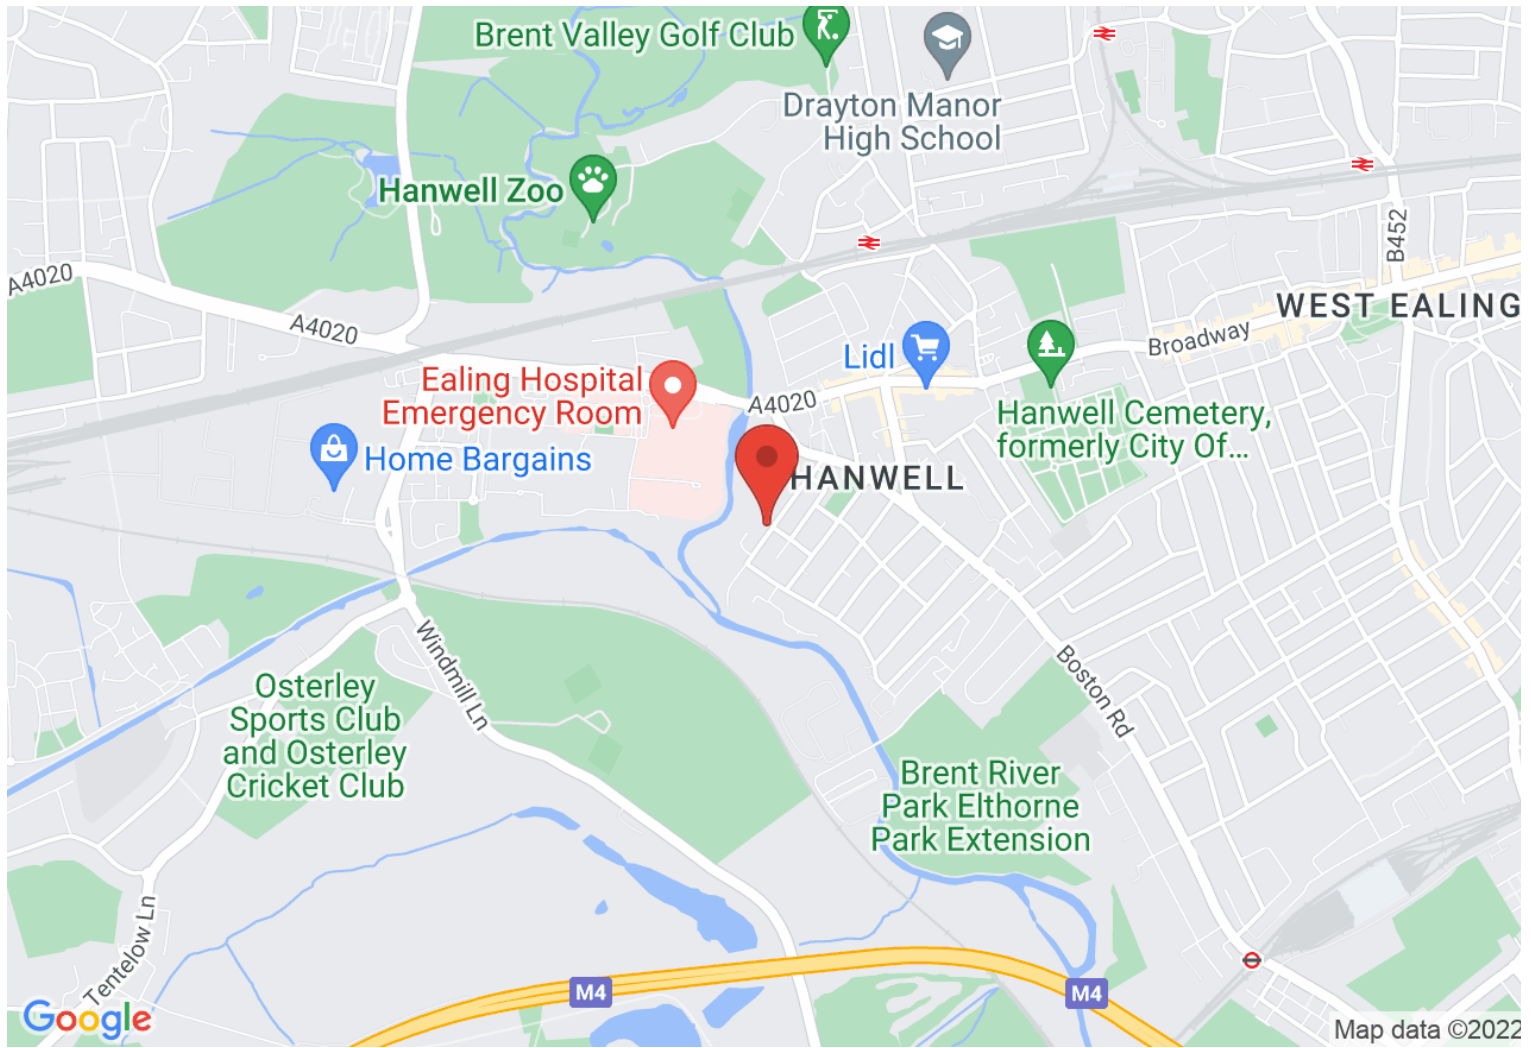 Brent Valley Golf Club
Drayton Manor
High School
Hanwell Zoo
B452
A4020
A4020
WEST EALING
Broadway
Lidl
Ealing Hospital
Emergency Room
A4020
Hanwell Cemetery,
formerly City Of...
Home Bargains
HANWELL
Windmill Ln
Boston Rd
Osterley
Sports Club
and Osterley
Cricket Club
Brent River
Park Elthorne
Park Extension
Tentelow Ln
M4
M4
Google
Map data ©2022